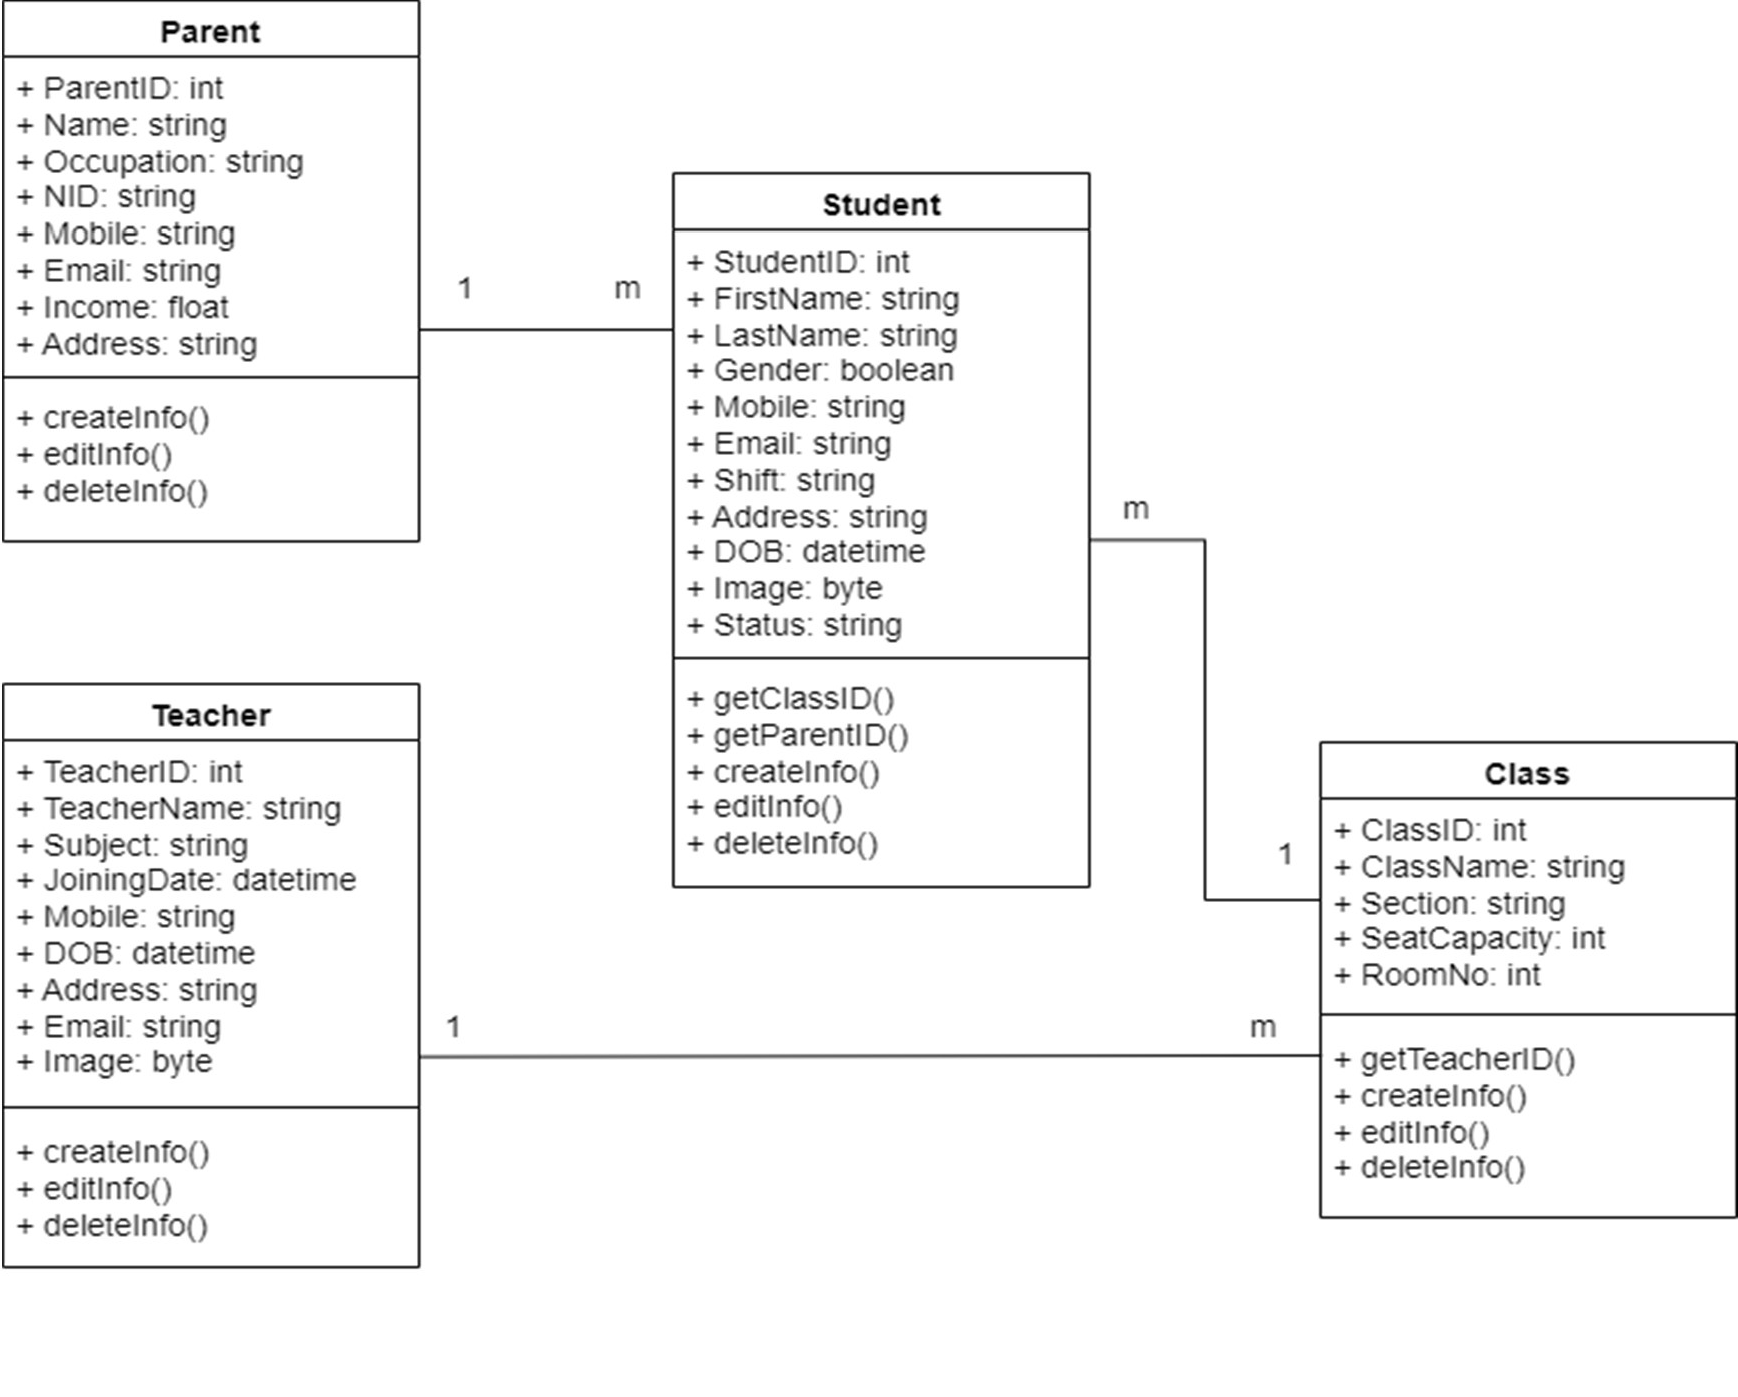 Parent
+ ParentID: int
+ Name: string
+ Occupation: string
+ NID: string
+ Mobile: string
+ Email: string
+ Income: float
+ Address: string
+ createInfo()
+ editInfo()
+ deleteInfo()
1
m
Student
+ StudentID: int
+ FirstName: string
+ LastName: string
+ Gender: boolean
+ Mobile: string
+ Email: string
+ Shift: string
+ Address: string
+ DOB: datetime
+ Image: byte
+ Status: string
+ getClassID()
+ getParentID()
+ createInfo()
+ editInfo()
+ deleteInfo()
m
1
Teacher
+ TeacherID: int
+ TeacherName: string
+ Subject: string
+ JoiningDate: datetime
+ Mobile: string
+ DOB: datetime
+ Address: string
+ Email: string
+ Image: byte
+ createInfo()
+ editInfo()
+ deleteInfo()
1
m
Class
+ ClassID: int
+ ClassName: string
+ Section: string
+ SeatCapacity: int
+ RoomNo: int
+ getTeacherID()
+ createInfo()
+ editInfo()
+ deleteInfo()